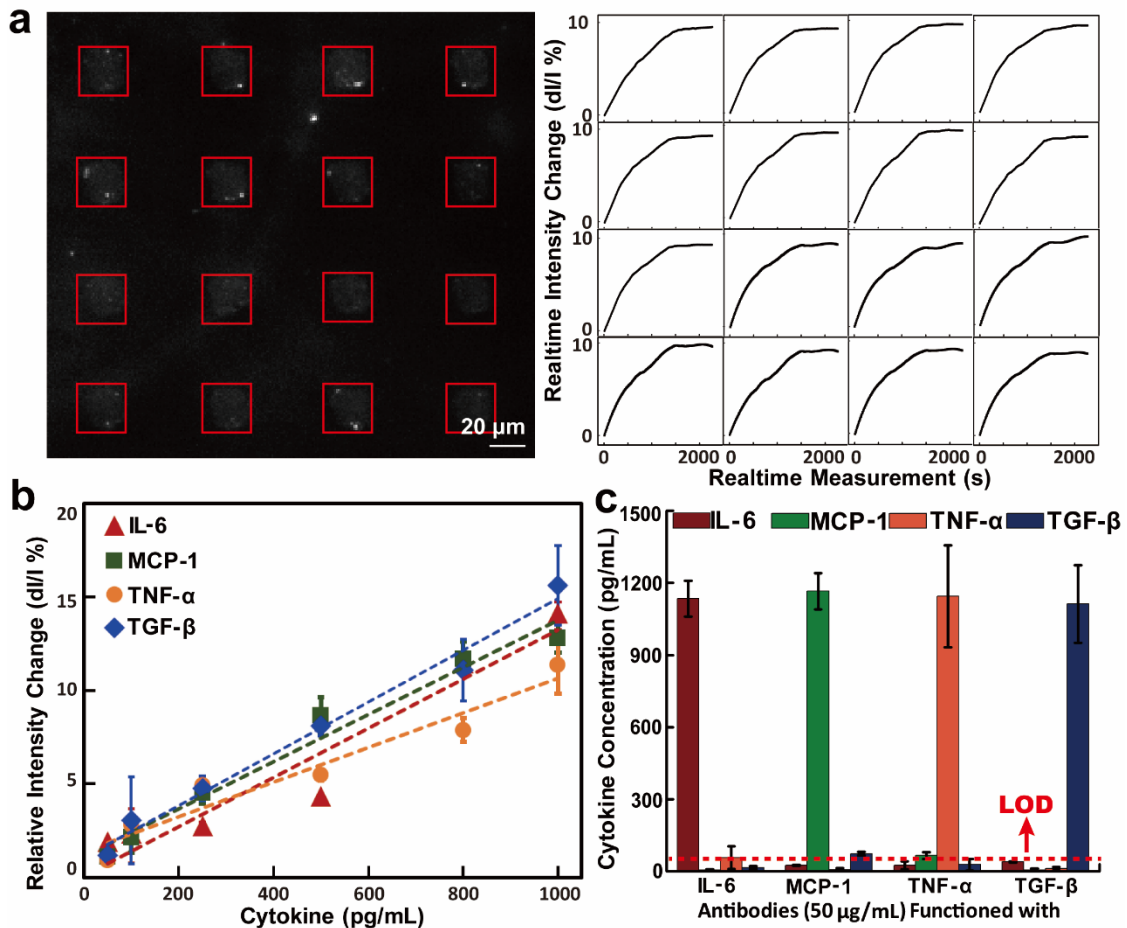 a
20 µm
Realtime Intensity Change (dI/I %)
10
0
10
0
10
0
10
0
0 2000 0 2000 0 2000 0 2000
Realtime Measurement (s)
b
Relative Intensity Change (dI/I %)
20
15
10
5
0
IL-6
MCP-1
TNF-α
TGF-β
0 200 400 600 800 1000
Cytokine (pg/mL)
c
Cytokine Concentration (pg/mL)
1500
1200
900
600
300
0
IL-6 MCP-1 TNF-α TGF-β
LOD
IL-6 MCP-1 TNF-α TGF-β
Antibodies (50 µg/mL) Functioned with